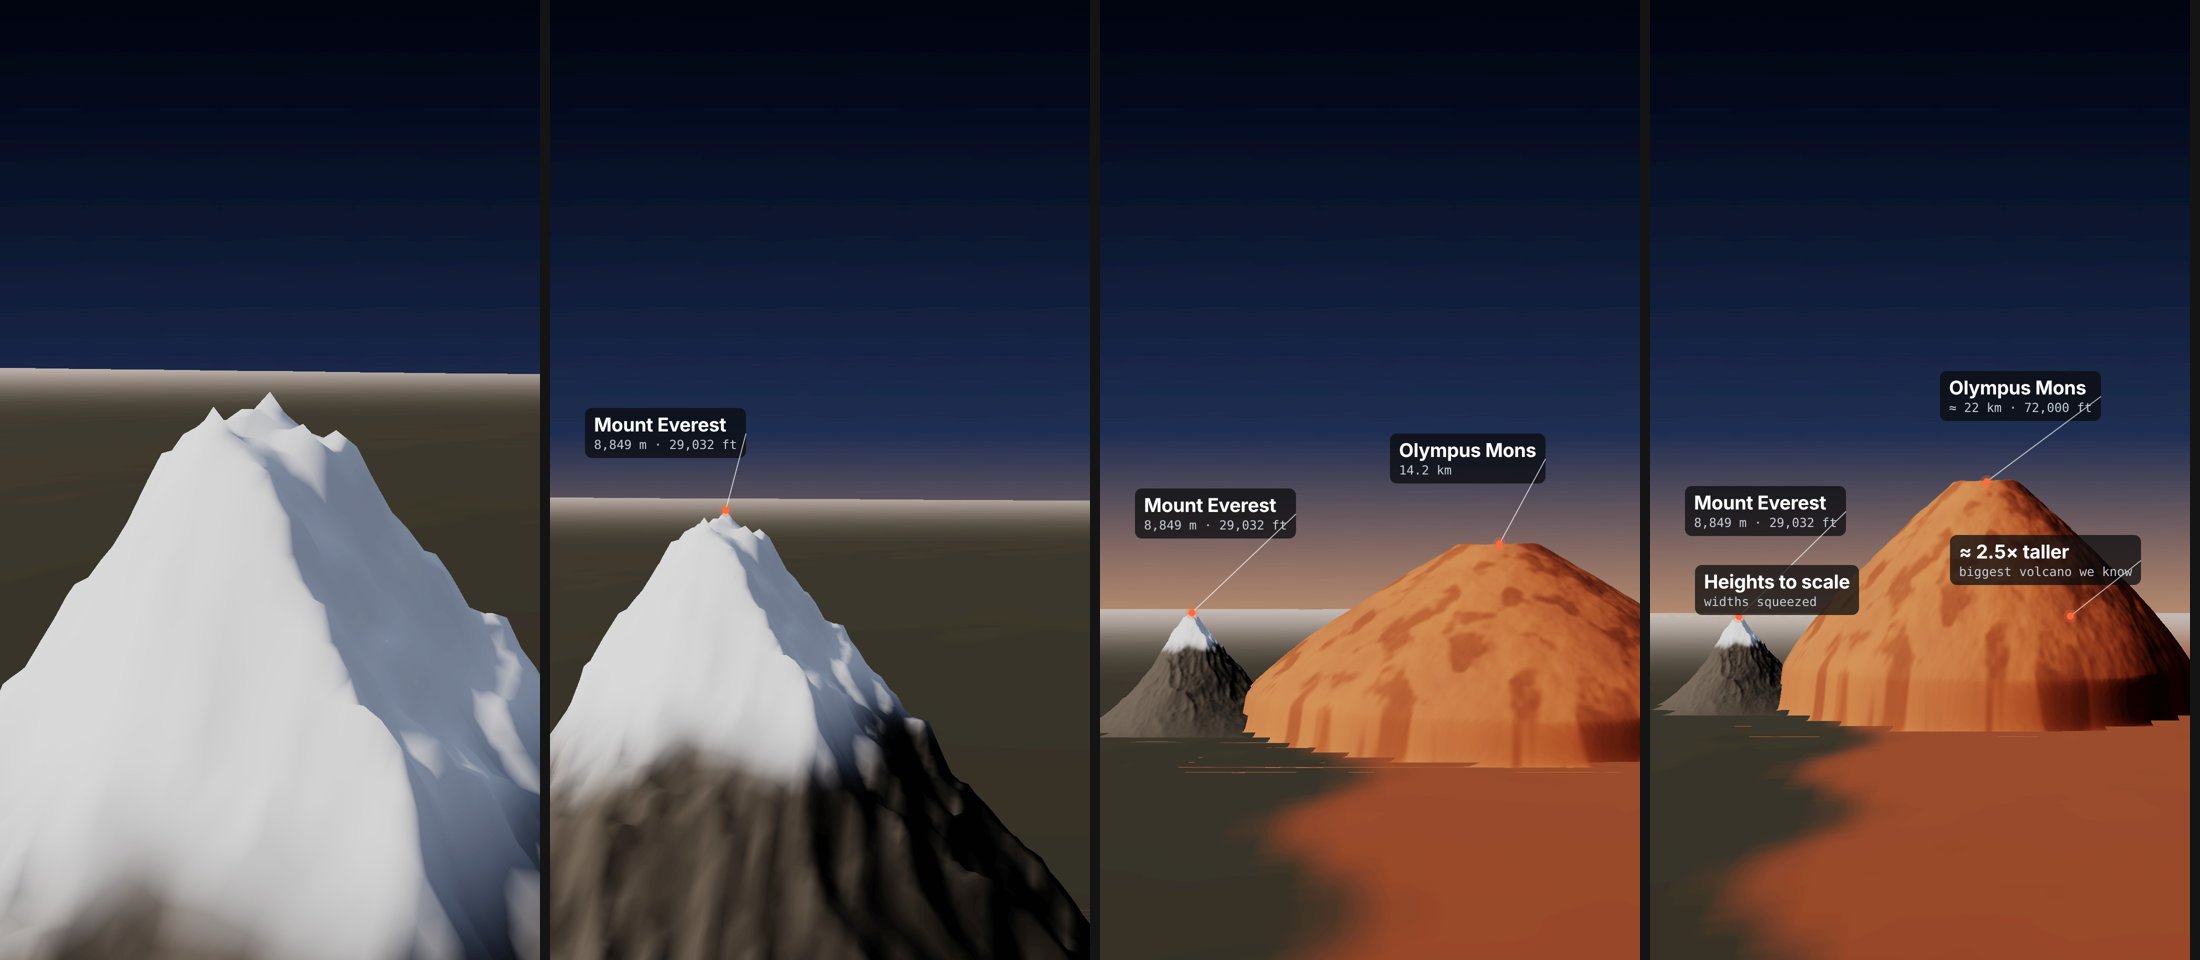 Mount Everest
8,849 m · 29,032 ft
Olympus Mons
14.2 km
Mount Everest
8,849 m · 29,032 ft
Olympus Mons
≈ 22 km · 72,000 ft
Mount Everest
8,849 m · 29,032 ft
≈ 2.5× taller
biggest volcano we know
Heights to scale
widths squeezed